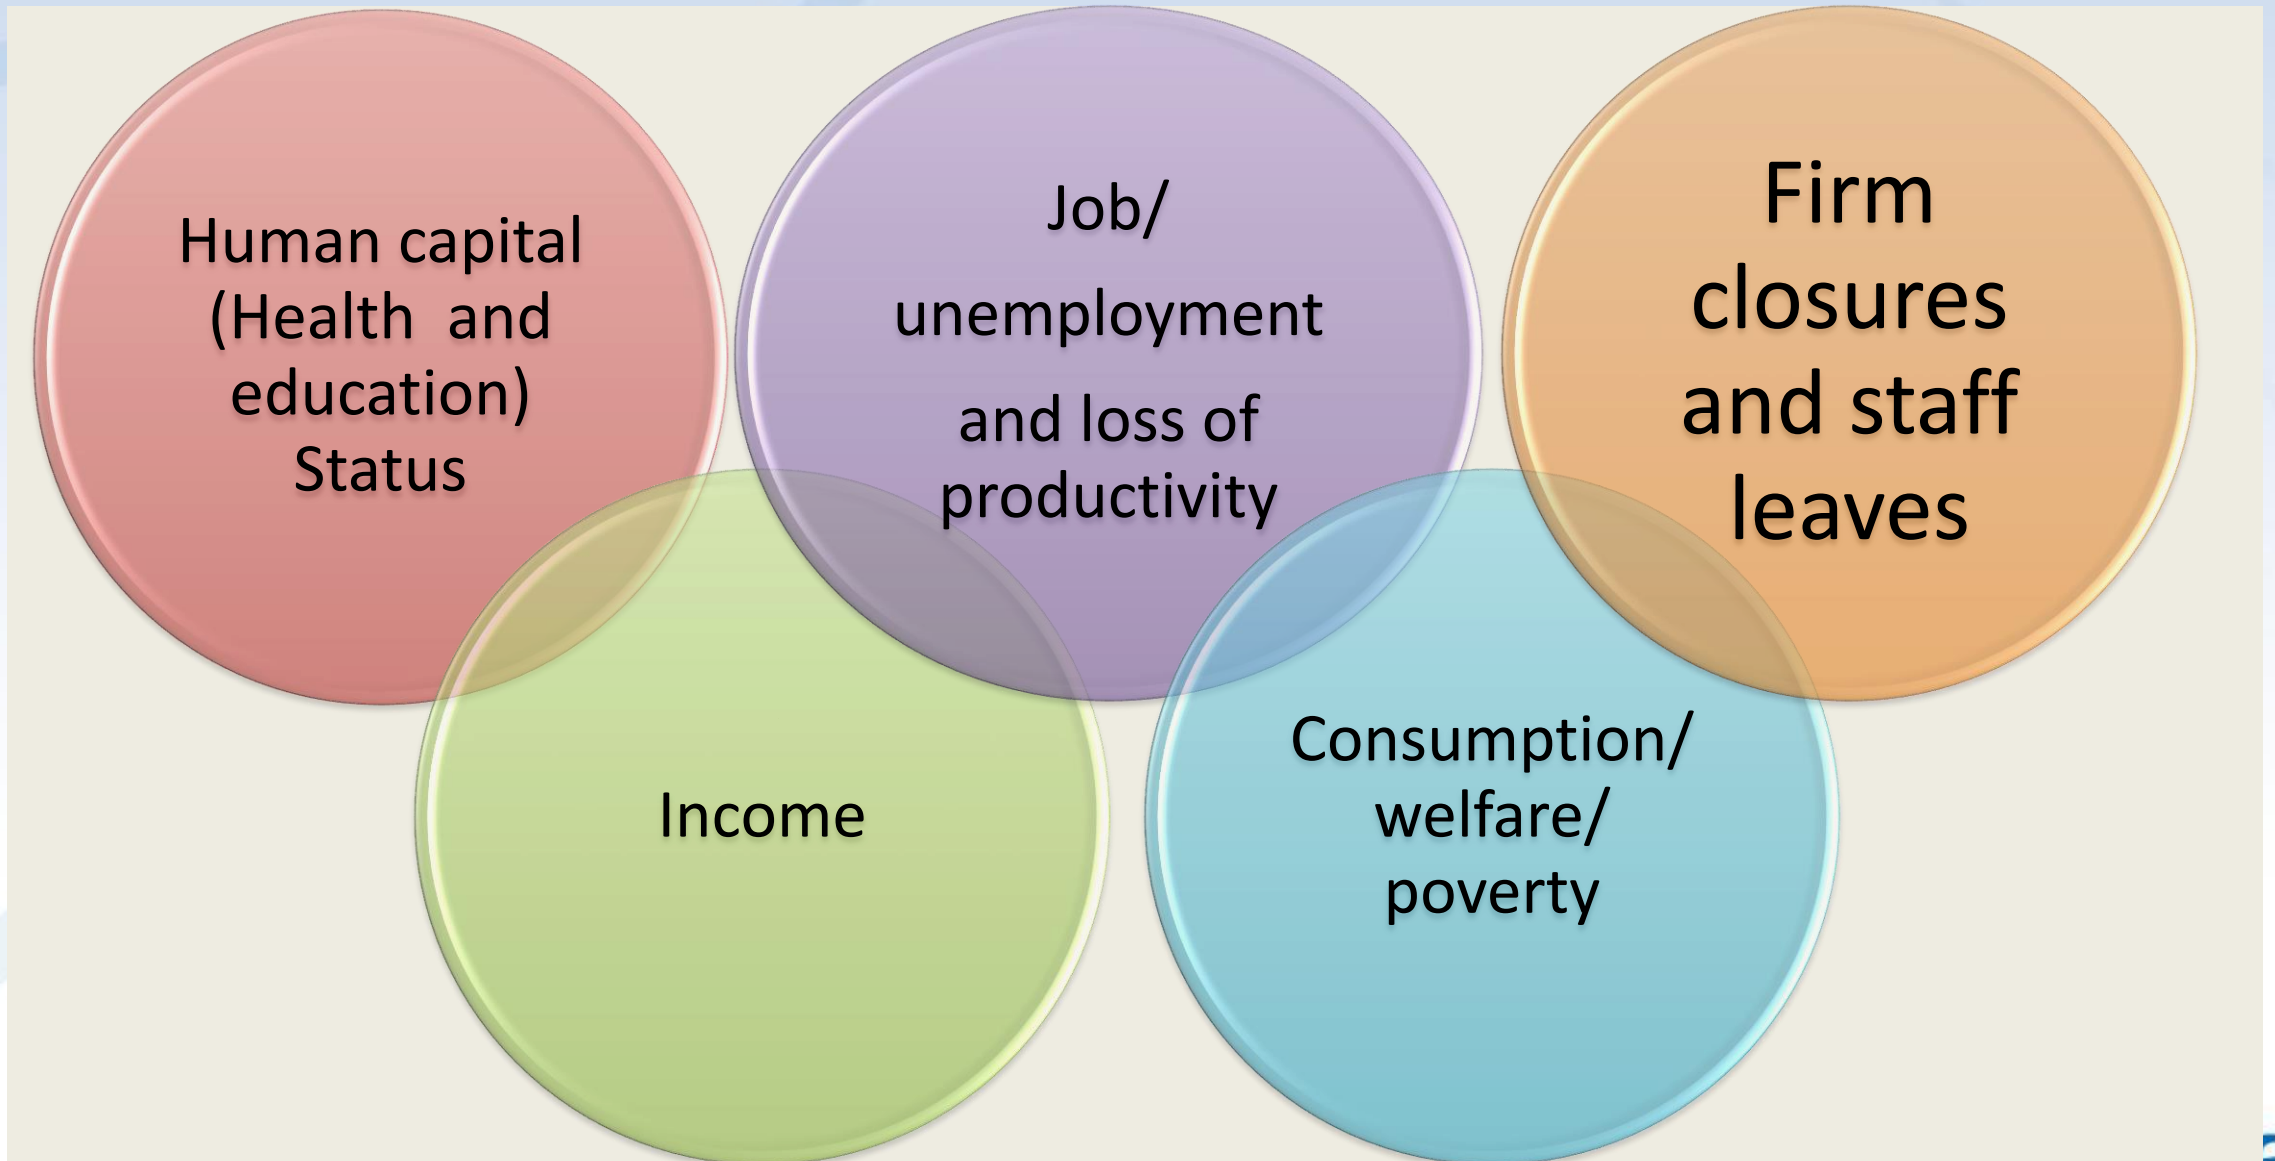 Human capital
(Health  and
education)
Status
Job/
unemployment
and loss of
productivity
Firm
closures
and staff
leaves
Income
Consumption/
welfare/
poverty